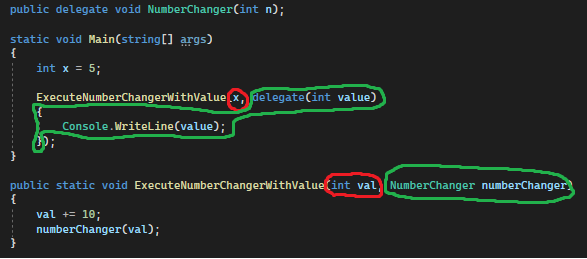 public delegate void NumberChanger(int n);
static void Main(string[] args)
{
int x = 5;
ExecuteNumberChangerWithValue(x, delegate(int value)
{
Console.WriteLine(value);
});
}
public static void ExecuteNumberChangerWithValue(int val, NumberChanger numberChanger)
{
val += 10;
numberChanger(val);
}